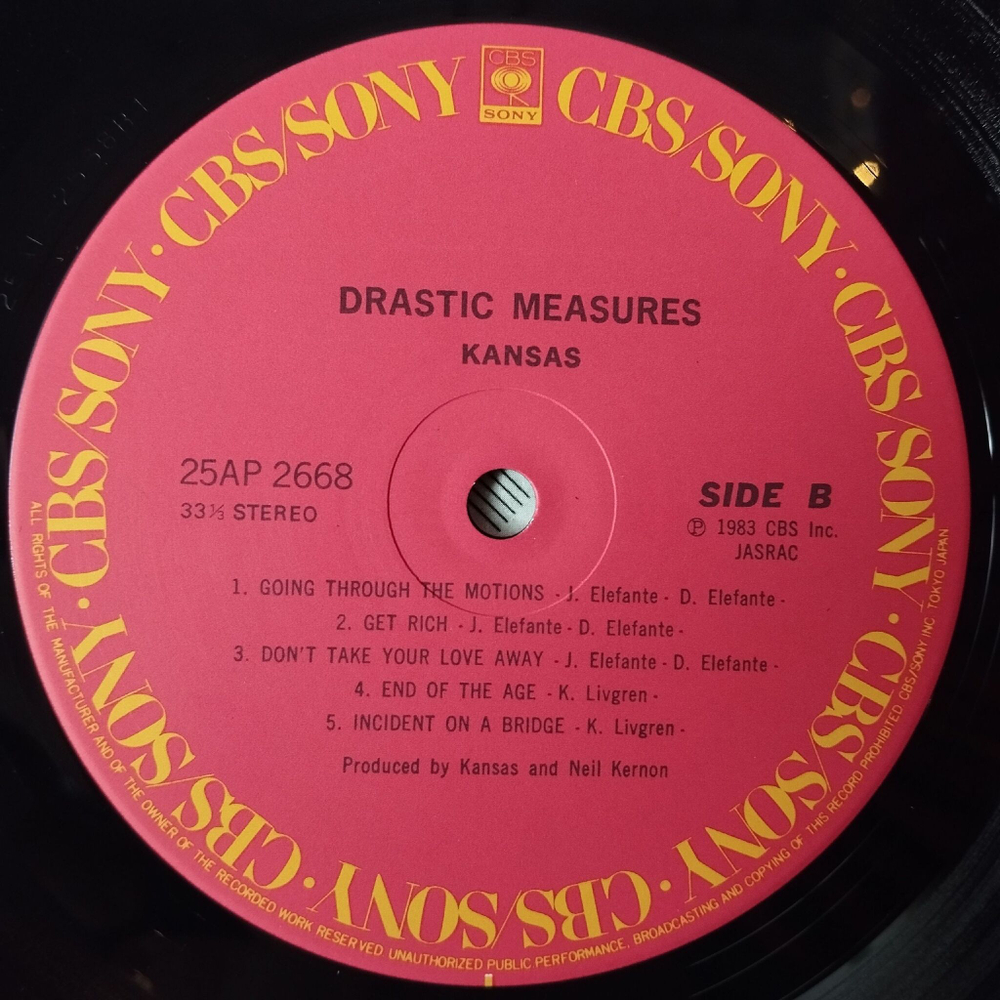 CBS
SONY
CBS/SONY · CBS/SONY · CBS/SONY · CBS/SONY · CBS/SONY · CBS/SONY · CBS/SONY · CBS/SONY
DRASTIC MEASURES
KANSAS
25AP 2668
33⅓ STEREO
SIDE B
Ⓟ 1983 CBS Inc.
JASRAC
1. GOING THROUGH THE MOTIONS - J. Elefante - D. Elefante -
2. GET RICH - J. Elefante - D. Elefante -
3. DON'T TAKE YOUR LOVE AWAY - J. Elefante - D. Elefante -
4. END OF THE AGE - K. Livgren -
5. INCIDENT ON A BRIDGE - K. Livgren -
Produced by Kansas and Neil Kernon
ALL RIGHTS OF THE MANUFACTURER AND OF THE OWNER OF THE RECORDED WORK RESERVED UNAUTHORIZED PUBLIC PERFORMANCE, BROADCASTING AND COPYING OF THIS RECORD PROHIBITED CBS/SONY INC TOKYO JAPAN